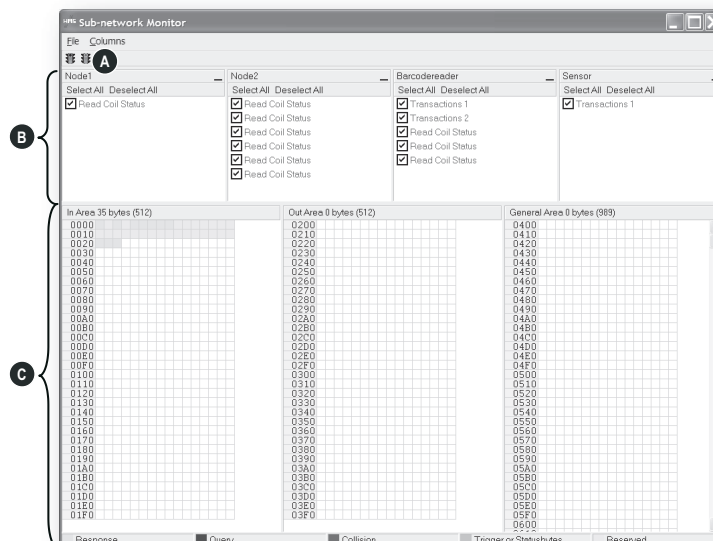 HMS Sub-network Monitor
File Columns
A
Node1 Node2 Barcodereader Sensor
Select All Deselect All Select All Deselect All Select All Deselect All Select All Deselect All
Read Coil Status Read Coil Status Transactions 1 Transactions 1
Read Coil Status Transactions 2
B
Read Coil Status Read Coil Status
Read Coil Status Read Coil Status
Read Coil Status Read Coil Status
Read Coil Status
In Area 35 bytes (512) Out Area 0 bytes (512) General Area 0 bytes (989)
0000 0200 0400
0010 0210 0410
0020 0220 0420
0030 0230 0430
0040 0240 0440
0050 0250 0450
0060 0260 0460
0070 0270 0470
0080 0280 0480
0090 0290 0490
00A0 02A0 04A0
00B0 02B0 04B0
00C0 02C0 04C0
00D0 02D0 04D0
00E0 02E0 04E0
00F0 02F0 04F0
0100 0300 0500
C
0110 0310 0510
0120 0320 0520
0130 0330 0530
0140 0340 0540
0150 0350 0550
0160 0360 0560
0170 0370 0570
0180 0380 0580
0190 0390 0590
01A0 03A0 05A0
01B0 03B0 05B0
01C0 03C0 05C0
01D0 03D0 05D0
01E0 03E0 05E0
01F0 03F0 05F0
0600
Response Query Collision Trigger or Statusbytes Reserved